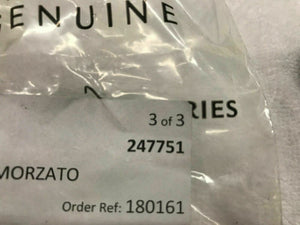 GENUINE
RIES
3 of 3
247751
MORZATO
Order Ref: 180161